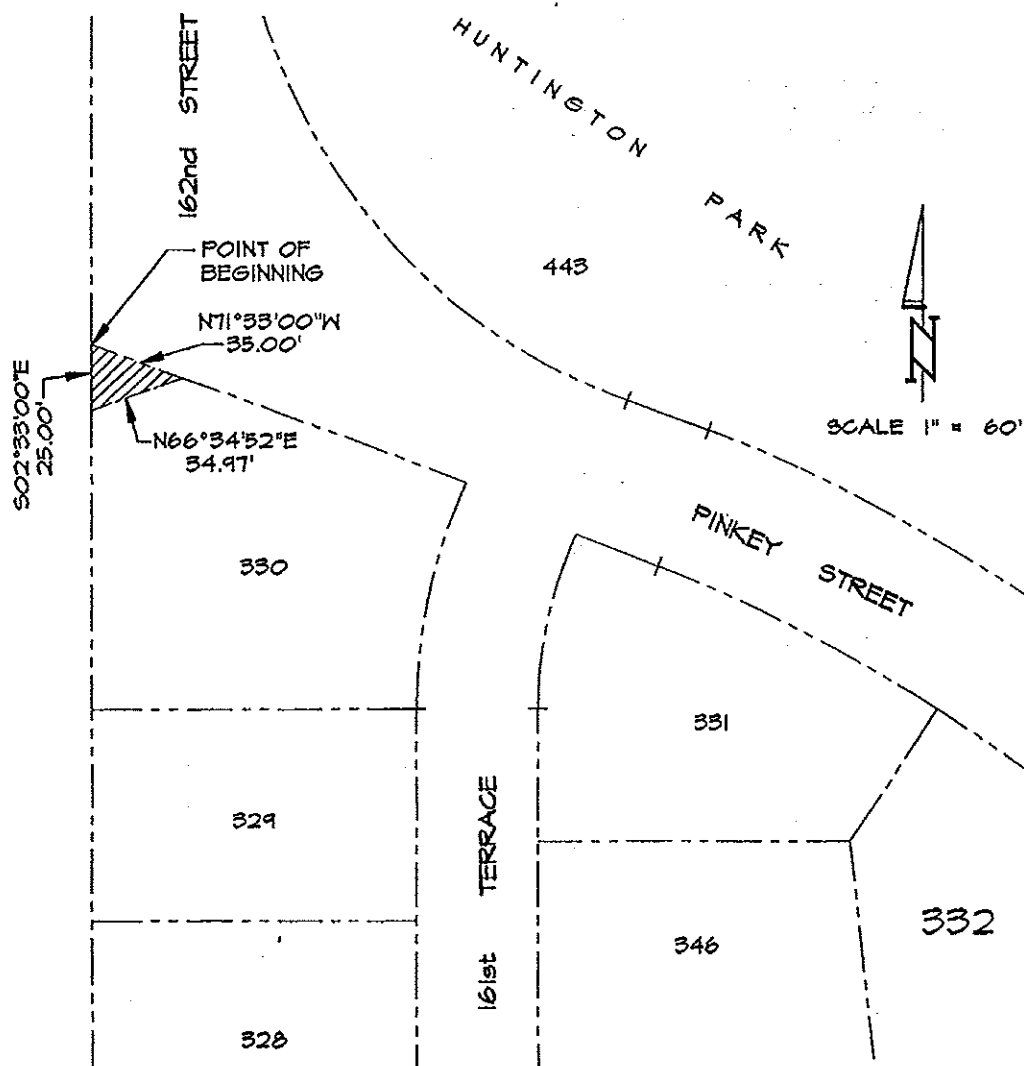 HUNTINGTON PARK
162nd STREET
POINT OF
BEGINNING
443
N71°33'00"W
35.00'
S02°33'00"E
25.00'
N
SCALE 1" = 60'
N66°34'52"E
34.97'
PINKEY STREET
330
331
329
161st TERRACE
332
346
328